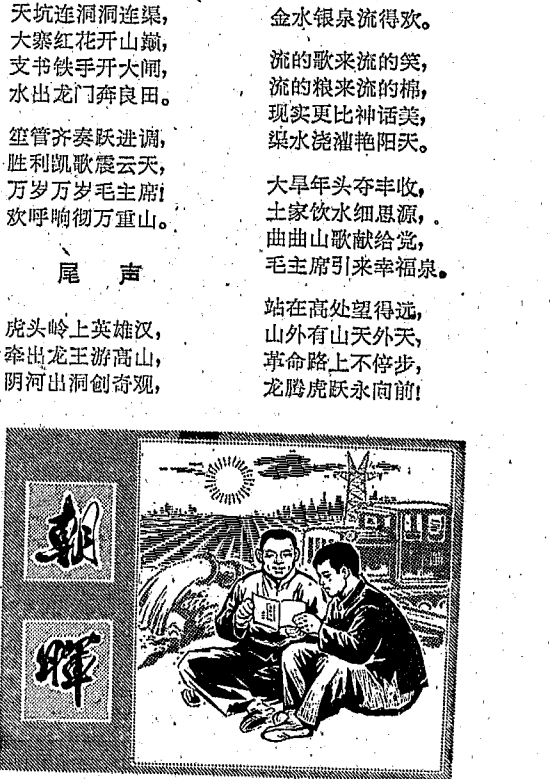 天坑连洞洞连渠，
大寨红花开山巅，
支书铁手开大闸，
水出龙门奔良田。
笙管齐奏跃进调，
胜利凯歌震云天，
万岁万岁毛主席！
欢呼响彻万重山。
尾声
虎头岭上英雄汉，
牵出龙王游高山，
阴河出洞创奇观，
金水银泉流得欢。
流的歌来流的笑，
流的粮来流的棉，
现实更比神话美，
渠水浇灌艳阳天。
大旱年头夺丰收，
土家饮水细思源，
曲曲山歌献给党，
毛主席引来幸福泉。
站在高处望得远，
山外有山天外天，
革命路上不停步，
龙腾虎跃永向前！
朝
晖